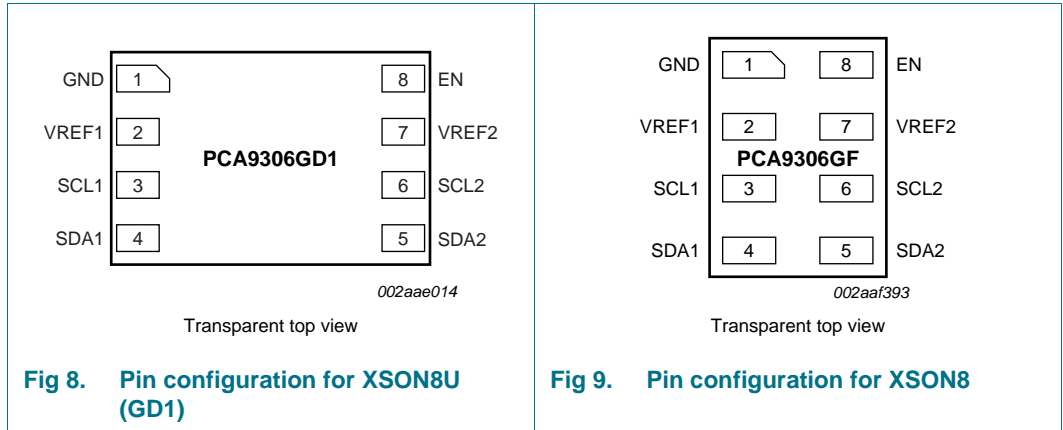 GND 1 8 EN
VREF1 2 7 VREF2
PCA9306GD1
SCL1 3 6 SCL2
SDA1 4 5 SDA2
002aae014
Transparent top view
Fig 8. Pin configuration for XSON8U
(GD1)
GND 1 8 EN
VREF1 2 7 VREF2
PCA9306GF
SCL1 3 6 SCL2
SDA1 4 5 SDA2
002aaf393
Transparent top view
Fig 9. Pin configuration for XSON8